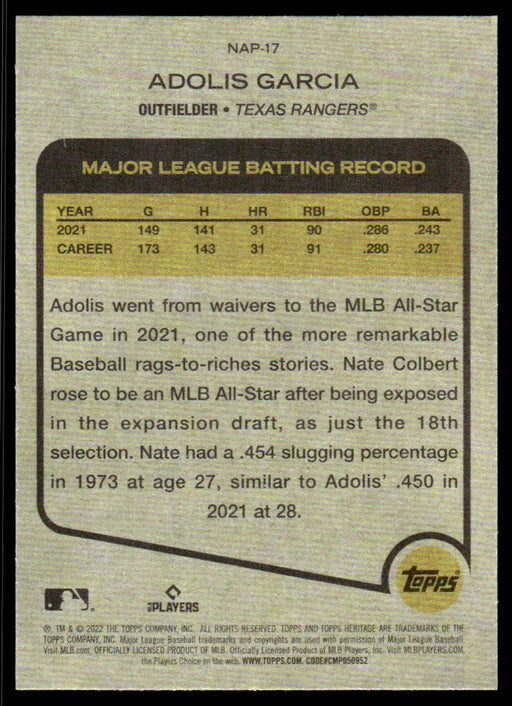 NAP-17
ADOLIS GARCIA
OUTFIELDER • TEXAS RANGERS®
MAJOR LEAGUE BATTING RECORD
YEAR G H HR RBI OBP BA
2021 149 141 31 90 .286 .243
CAREER 173 143 31 91 .280 .237
Adolis went from waivers to the MLB All-Star
Game in 2021, one of the more remarkable
Baseball rags-to-riches stories. Nate Colbert
rose to be an MLB All-Star after being exposed
in the expansion draft, as just the 18th
selection. Nate had a .454 slugging percentage
in 1973 at age 27, similar to Adolis' .450 in
2021 at 28.
TOPPS
PLAYERS
®, TM & © 2022 THE TOPPS COMPANY, INC. ALL RIGHTS RESERVED. TOPPS AND TOPPS HERITAGE ARE TRADEMARKS OF THE
TOPPS COMPANY, INC. Major League Baseball trademarks and copyrights are used with permission of Major League Baseball.
Visit MLB.com. OFFICIALLY LICENSED PRODUCT OF MLB. Officially Licensed Product of MLB Players, Inc. Visit MLBPLAYERS.COM,
the Players Choice on the web. WWW.TOPPS.COM. CODE#CMP050952